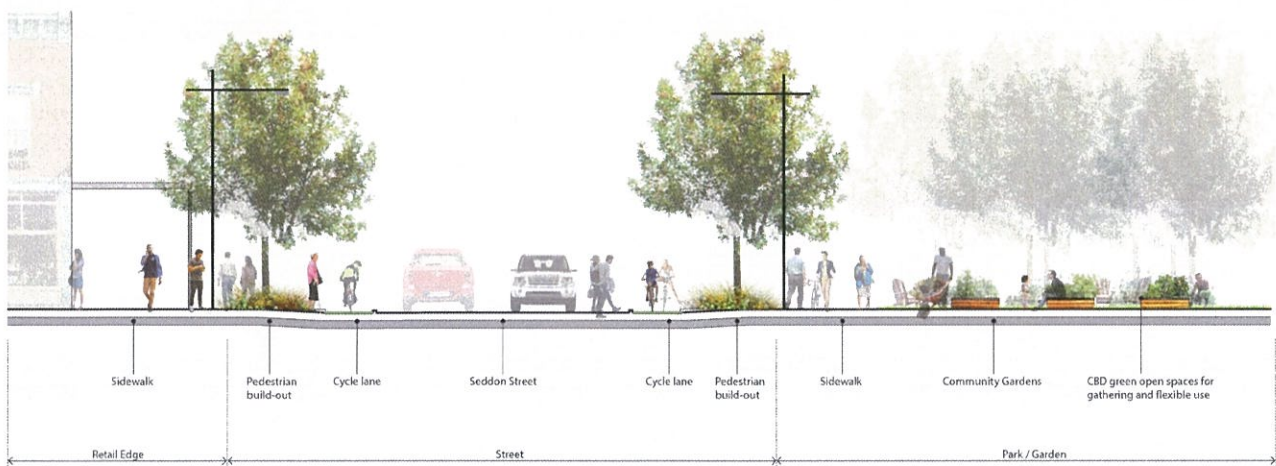 Sidewalk
Pedestrian
build-out
Cycle lane
Seddon Street
Cycle lane
Pedestrian
build-out
Sidewalk
Community Gardens
CBD green open spaces for
gathering and flexible use
Retail Edge
Street
Park / Garden